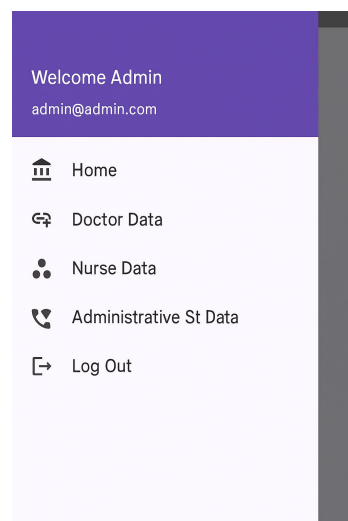 Welcome Admin
admin@admin.com
Home
Doctor Data
Nurse Data
Administrative St Data
Log Out